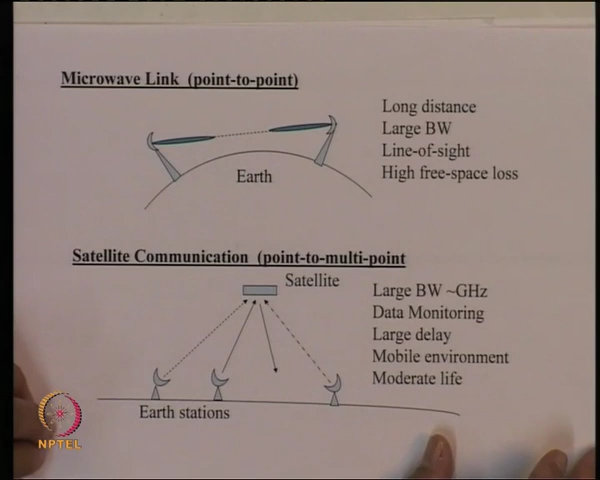 Microwave Link (point-to-point)
Long distance
Large BW
Line-of-sight
High free-space loss
Earth
Satellite Communication (point-to-multi-point
Satellite
Large BW ~GHz
Data Monitoring
Large delay
Mobile environment
Moderate life
Earth stations
NPTEL